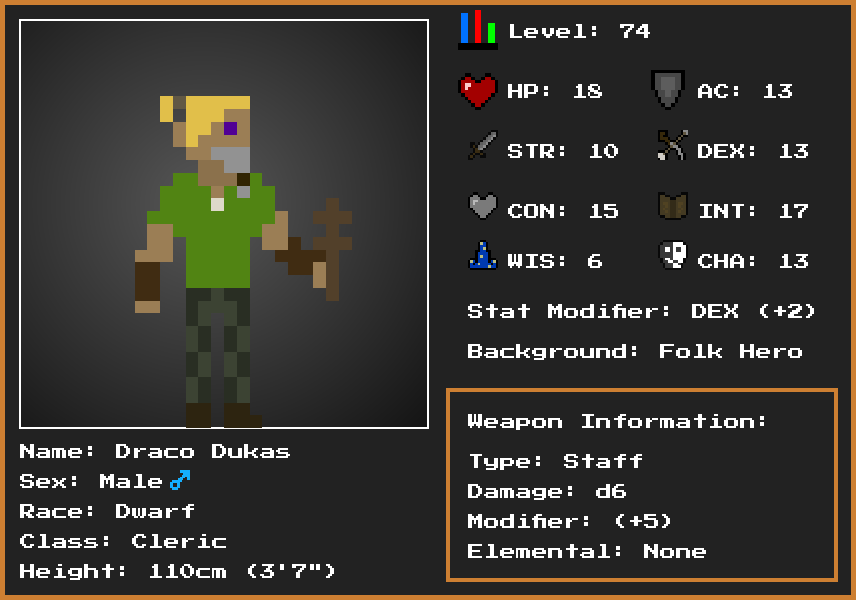 Level: 74
HP: 18
AC: 13
STR: 10
DEX: 13
CON: 15
INT: 17
WIS: 6
CHA: 13
Stat Modifier: DEX (+2)
Background: Folk Hero
Weapon Information:
Type: Staff
Damage: d6
Modifier: (+5)
Elemental: None
Name: Draco Dukas
Sex: Male ♂
Race: Dwarf
Class: Cleric
Height: 110cm (3'7")